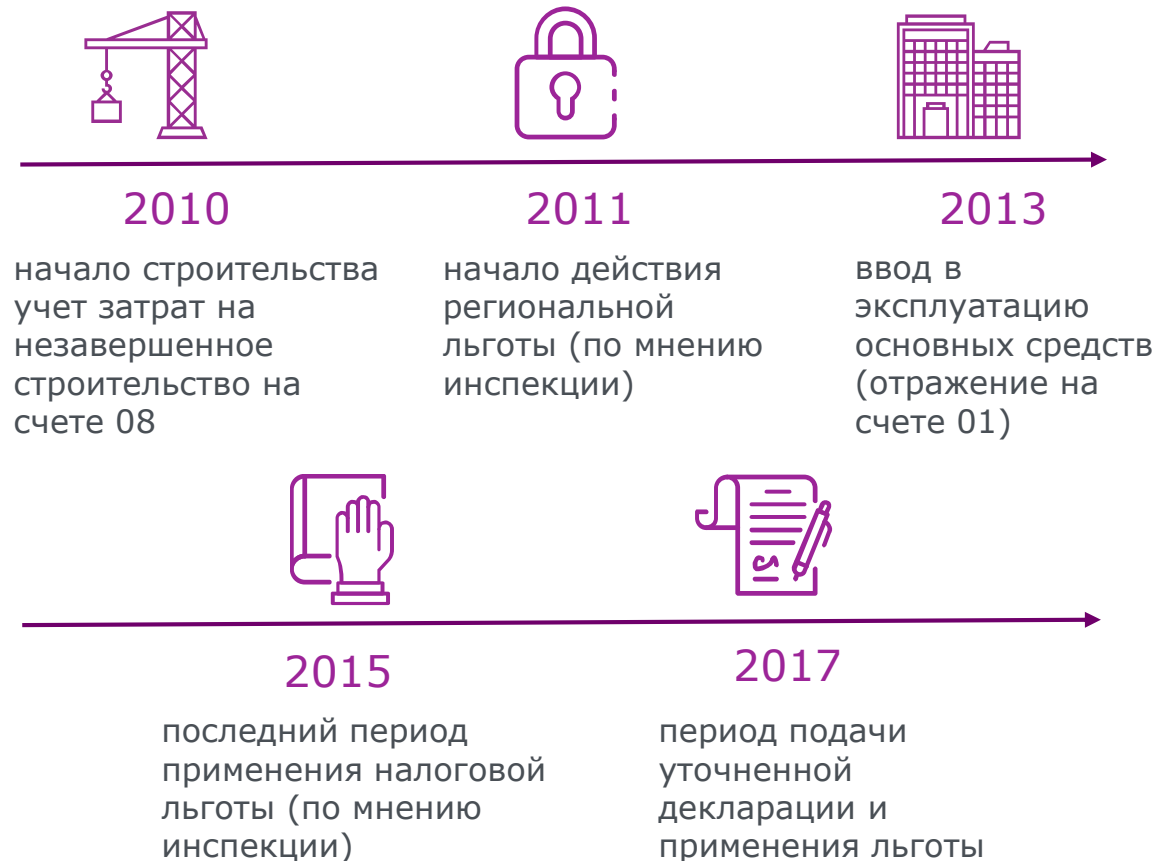 2010
начало строительства
учет затрат на
незавершенное
строительство на
счете 08
2011
начало действия
региональной
льготы (по мнению
инспекции)
2013
ввод в
эксплуатацию
основных средств
(отражение на
счете 01)
2015
последний период
применения налоговой
льготы (по мнению
инспекции)
2017
период подачи
уточненной
декларации и
применения льготы